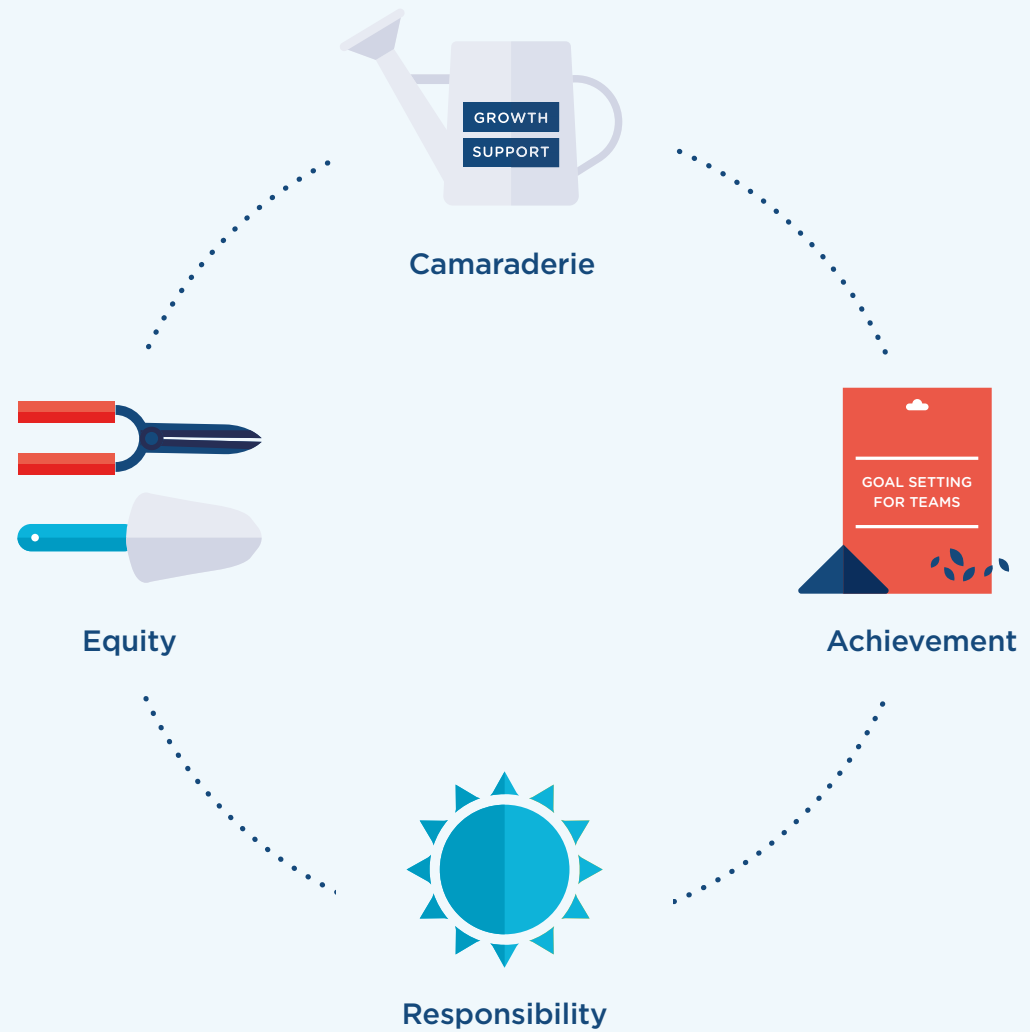 GROWTH
SUPPORT
Camaraderie
GOAL SETTING
FOR TEAMS
Equity
Achievement
Responsibility